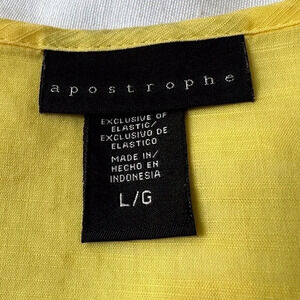 apostrophe
EXCLUSIVE OF
ELASTIC/
EXCLUSIVO DE
ELASTICO
MADE IN/
HECHO EN
INDONESIA
L/G